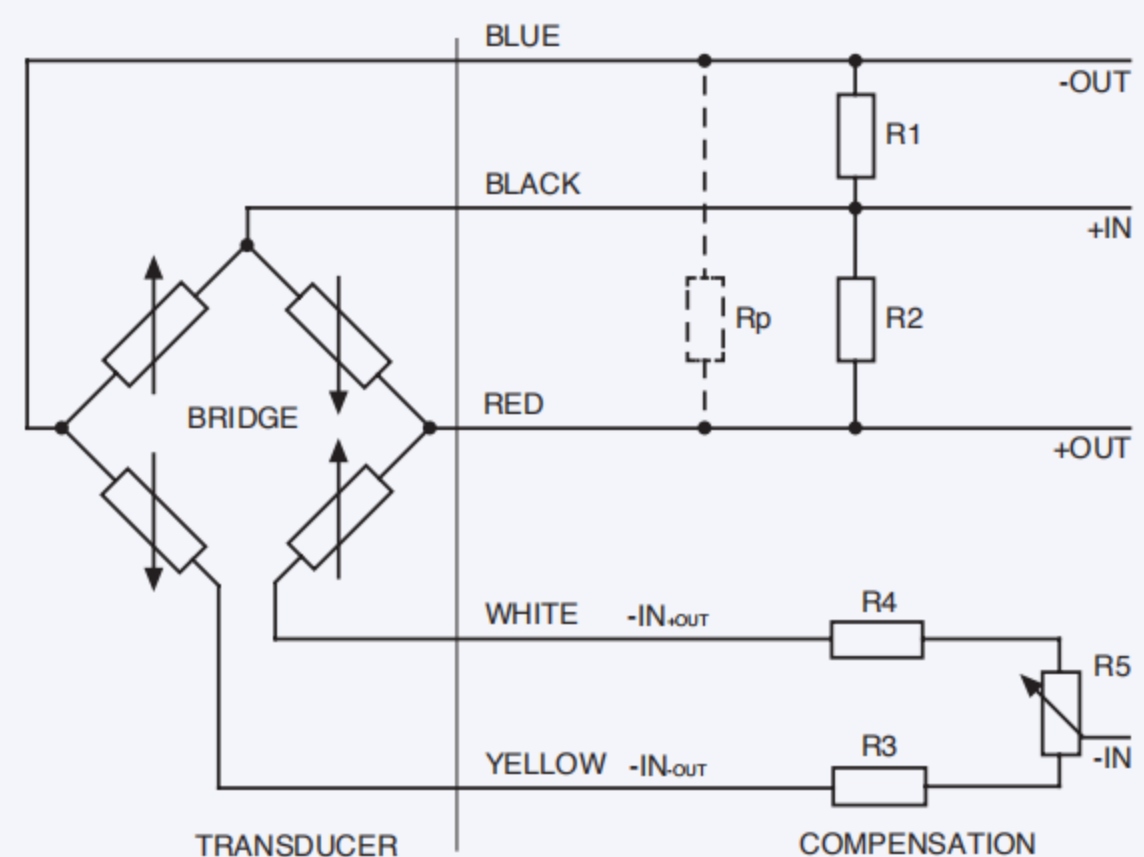 BLUE
-OUT
R1
BLACK
+IN
Rp
R2
BRIDGE
RED
+OUT
WHITE -IN+OUT
R4
R5
YELLOW -IN-OUT
R3
-IN
TRANSDUCER
COMPENSATION